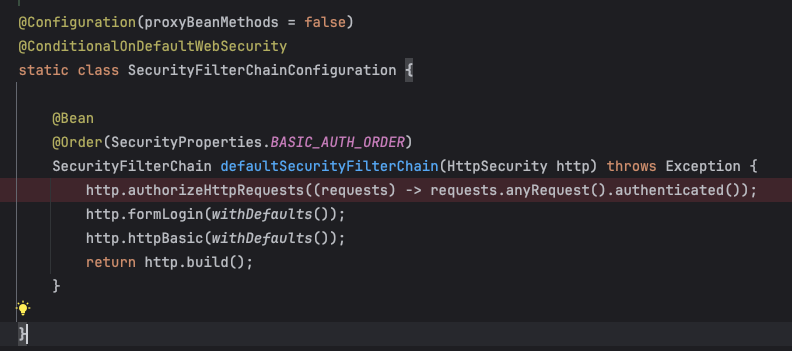 @Configuration(proxyBeanMethods = false)
@ConditionalOnDefaultWebSecurity
static class SecurityFilterChainConfiguration {
@Bean
@Order(SecurityProperties.BASIC_AUTH_ORDER)
SecurityFilterChain defaultSecurityFilterChain(HttpSecurity http) throws Exception {
http.authorizeHttpRequests((requests) -> requests.anyRequest().authenticated());
http.formLogin(withDefaults());
http.httpBasic(withDefaults());
return http.build();
}
}